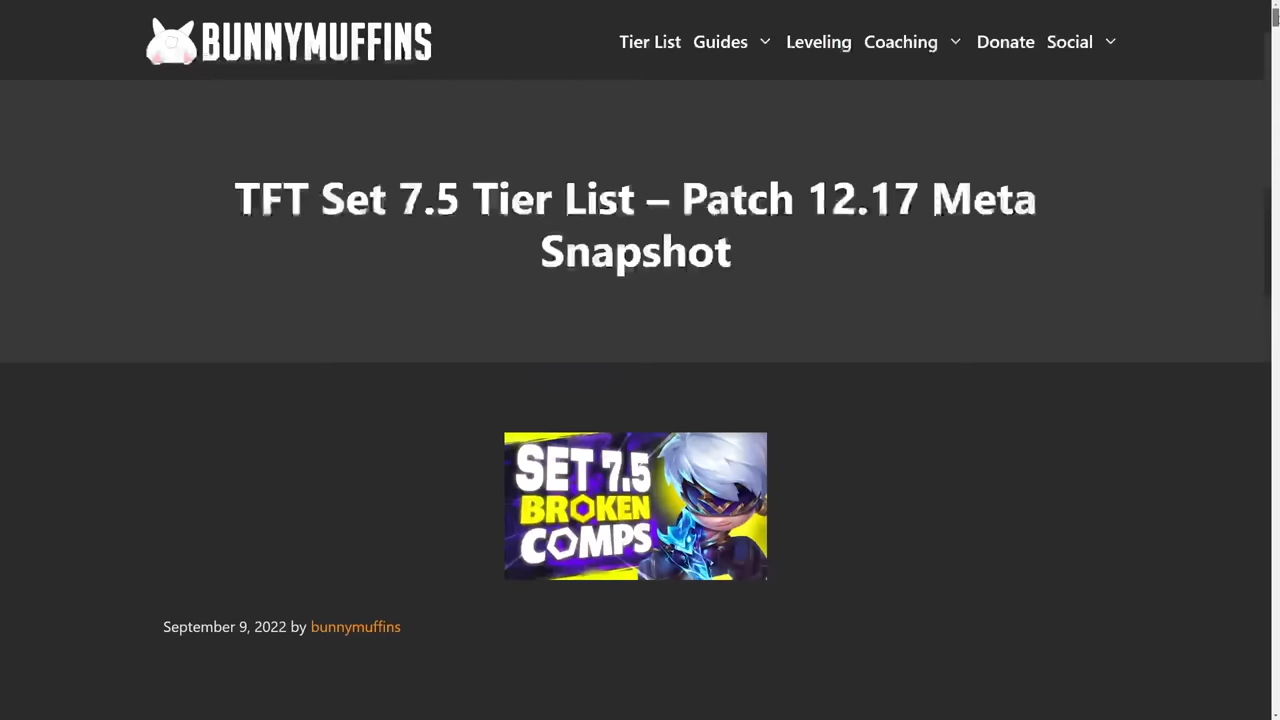 BUNNYMUFFINS
Tier List Guides Leveling Coaching Donate Social
TFT Set 7.5 Tier List – Patch 12.17 Meta
Snapshot
SET 7.5
BROKEN
COMPS
September 9, 2022 by bunnymuffins